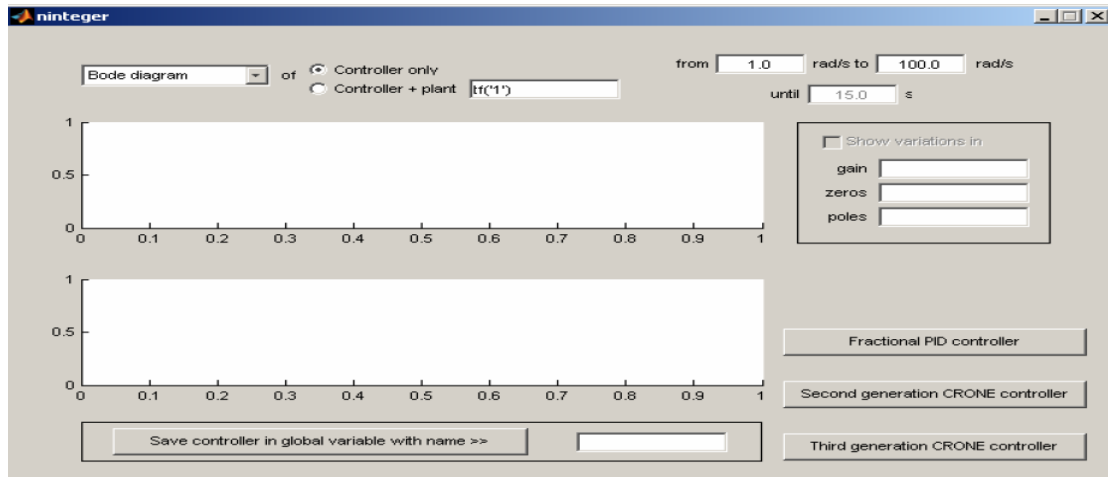 ninteger
Bode diagram of Controller only
Controller + plant tf('1')
from 1.0 rad/s to 100.0 rad/s
until 15.0 s
1
0.5
0
0 0.1 0.2 0.3 0.4 0.5 0.6 0.7 0.8 0.9 1
Show variations in
gain
zeros
poles
1
0.5
0
0 0.1 0.2 0.3 0.4 0.5 0.6 0.7 0.8 0.9 1
Fractional PID controller
Second generation CRONE controller
Third generation CRONE controller
Save controller in global variable with name >>